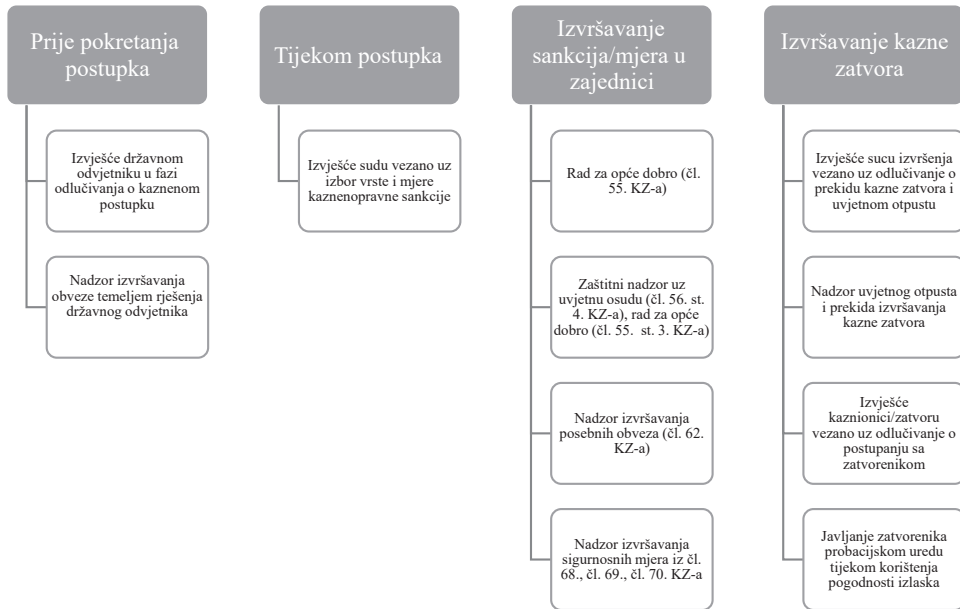 Prije pokretanja
postupka
Izvješće državnom
odvjetniku u fazi
odlučivanja o kaznenom
postupku
Nadzor izvršavanja
obveze temeljem rješenja
državnog odvjetnika
Tijekom postupka
Izvješće sudu vezano uz
izbor vrste i mjere
kaznenopravne sankcije
Izvršavanje
sankcija/mjera u
zajednici
Rad za opće dobro (čl.
55. KZ-a)
Zaštitni nadzor uz
uvjetnu osudu (čl. 56. st.
4. KZ-a), rad za opće
dobro (čl. 55. st. 3. KZ-a)
Nadzor izvršavanja
posebnih obveza (čl. 62.
KZ-a)
Nadzor izvršavanja
sigurnosnih mjera iz čl.
68., čl. 69., čl. 70. KZ-a
Izvršavanje kazne
zatvora
Izvješće sucu izvršenja
vezano uz odlučivanje o
prekidu kazne zatvora i
uvjetnom otpustu
Nadzor uvjetnog otpusta
i prekida izvršavanja
kazne zatvora
Izvješće
kaznionici/zatvoru
vezano uz odlučivanje o
postupanju sa
zatvorenikom
Javljanje zatvorenika
probacijskom uredu
tijekom korištenja
pogodnosti izlaska